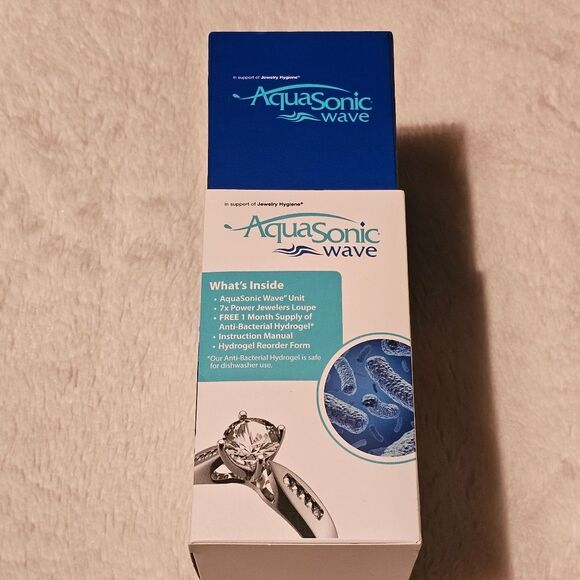 in support of Jewelry Hygiene®
AquaSonic
wave
in support of Jewelry Hygiene®
AquaSonic
wave
What's Inside
• AquaSonic Wave™ Unit
• 7x Power Jewelers Loupe
• FREE 1 Month Supply of
Anti-Bacterial Hydrogel*
• Instruction Manual
• Hydrogel Reorder Form
*Our Anti-Bacterial Hydrogel is safe
for dishwasher use.